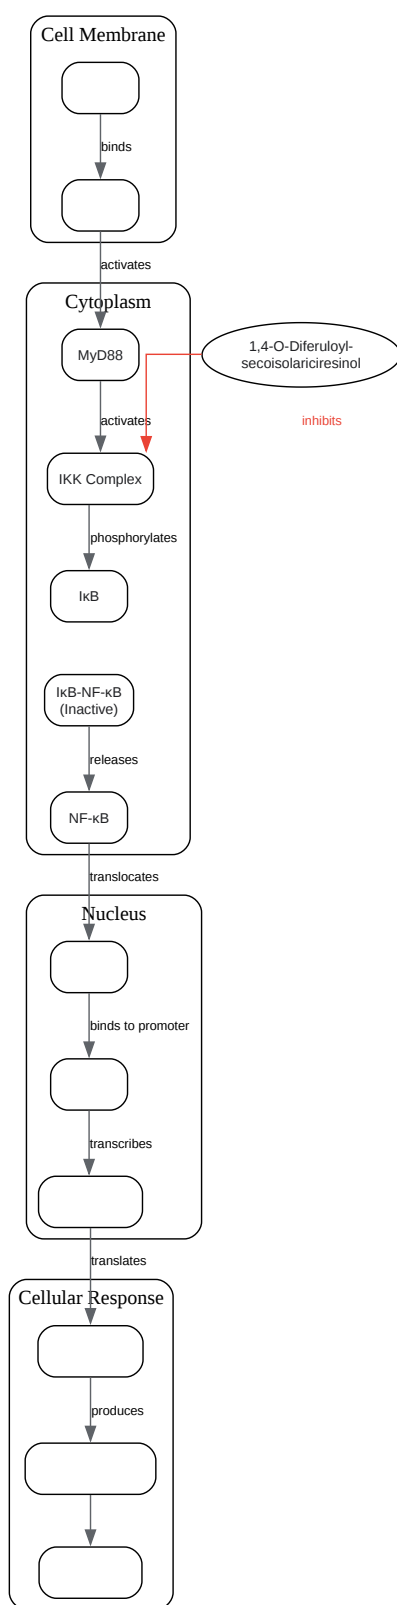 Cell Membrane
binds
activates
Cytoplasm
MyD88
1,4-O-Diferuloyl-
secoisolariciresinol
activates
inhibits
IKK Complex
phosphorylates
IκB
IκB-NF-κB
(Inactive)
releases
NF-κB
translocates
Nucleus
binds to promoter
transcribes
translates
Cellular Response
produces